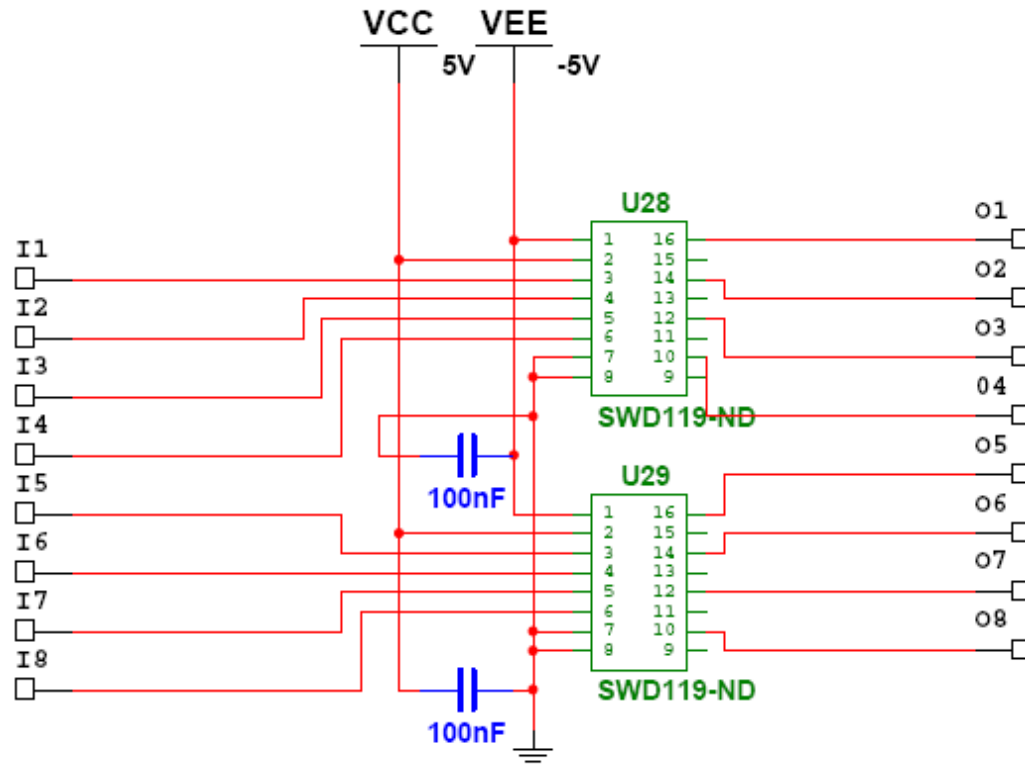 VCC VEE
5V -5V
U28
O1
I1
1 16
2 15
3 14
4 13
5 12
6 11
7 10
8 9
O2
I2
O3
I3
04
SWD119-ND
I4
O5
U29
100nF
I5
1 16
2 15
3 14
4 13
5 12
6 11
7 10
8 9
O6
I6
O7
I7
O8
I8
SWD119-ND
100nF